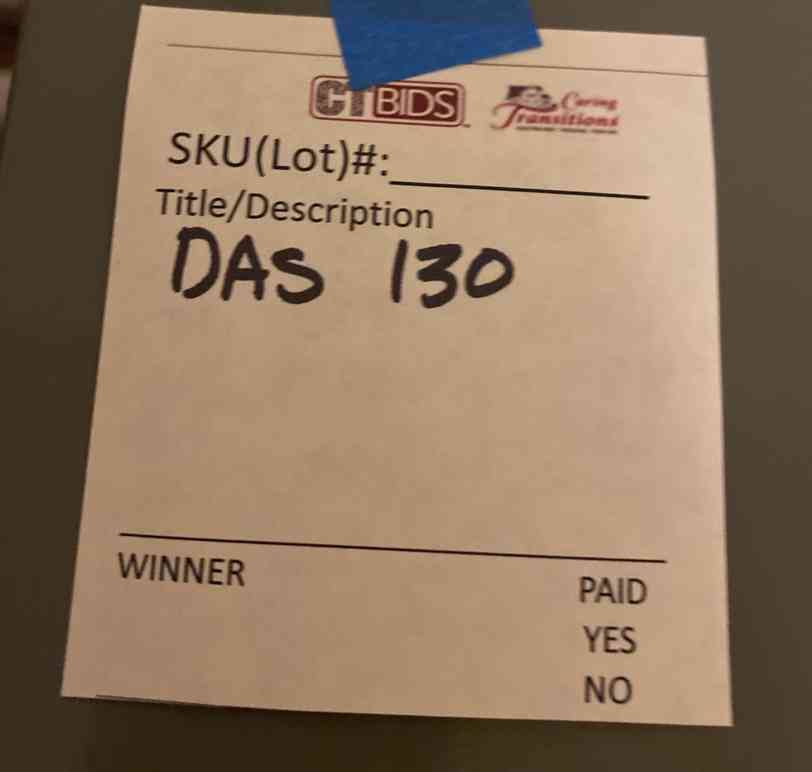 CTBIDS Caring
Transitions
SKU(Lot)#:
Title/Description
DAS 130
WINNER PAID
YES
NO